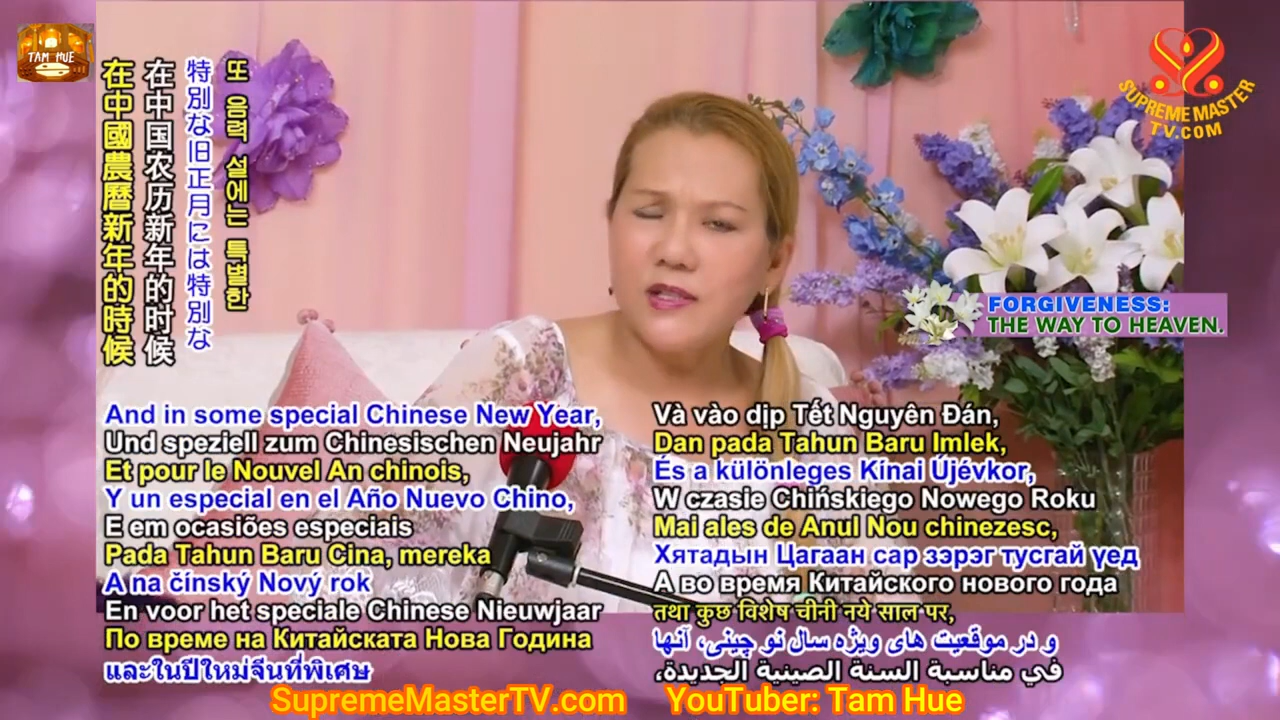 TAM HUE
在中國農曆新年的時候
在中国农历新年的时候
特別な旧正月には特別な
또 음력 설에는 특별한
SUPREME MASTER
TV.COM
FORGIVENESS:
THE WAY TO HEAVEN.
And in some special Chinese New Year,
Und speziell zum Chinesischen Neujahr
Et pour le Nouvel An chinois,
Y un especial en el Año Nuevo Chino,
E em ocasiões especiais
Pada Tahun Baru Cina, mereka
A na čínský Nový rok
En voor het speciale Chinese Nieuwjaar
По време на Китайската Нова Година
และในปีใหม่จีนที่พิเศษ
Và vào dịp Tết Nguyên Đán,
Dan pada Tahun Baru Imlek,
És a különleges Kínai Újévkor,
W czasie Chińskiego Nowego Roku
Mai ales de Anul Nou chinezesc,
Хятадын Цагаан сар зэрэг тусгай үед
А во время Китайского нового года
तथा कुछ विशेष चीनी नये साल पर,
و در موقعیت های ویژه سال نو چینی، آنها
في مناسبة السنة الصينية الجديدة،
SupremeMasterTV.com
YouTuber: Tam Hue